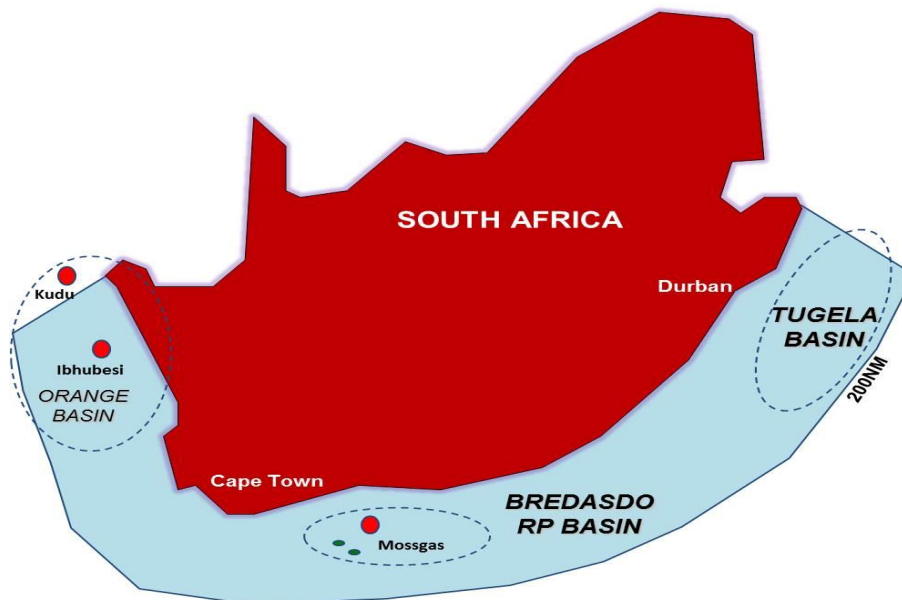 SOUTH AFRICA
Kudu
Durban
TUGELA
BASIN
Ibhubesi
ORANGE
BASIN
200NM
Cape Town
BREDASDO
RP BASIN
Mossgas